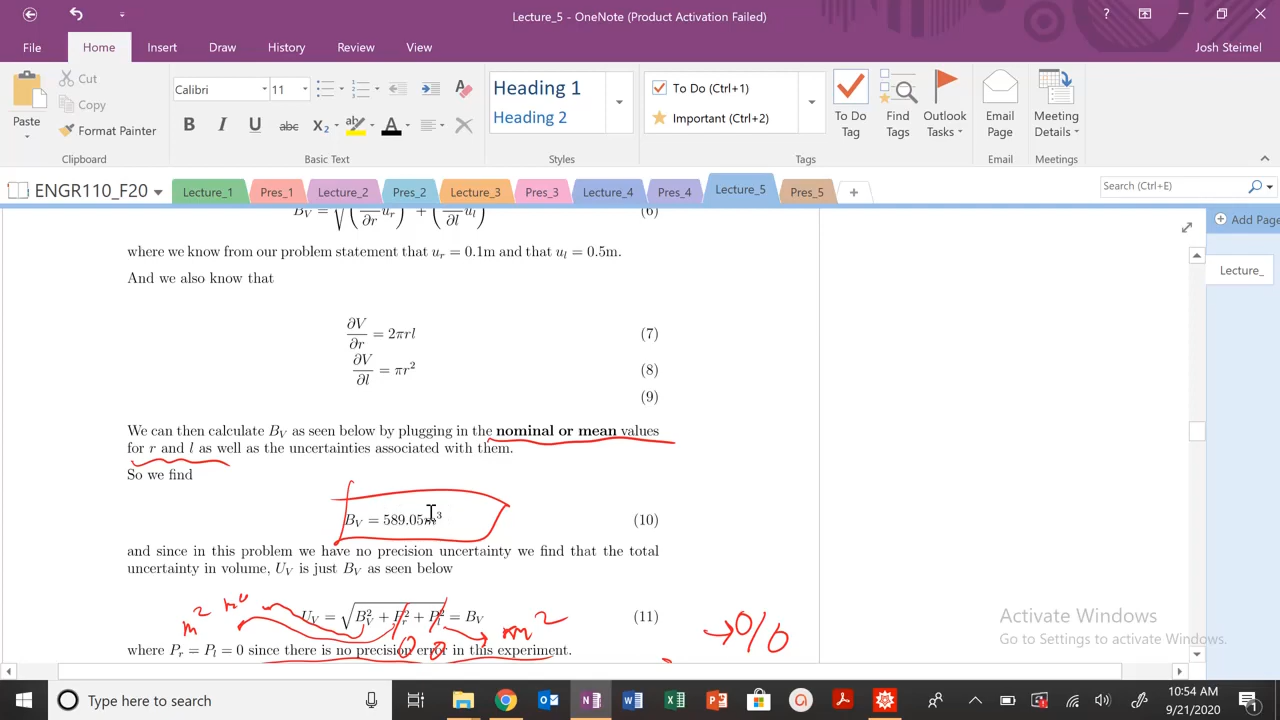 Lecture_5 - OneNote (Product Activation Failed)
File Home Insert Draw History Review View Josh Steimel
Paste Cut Copy Format Painter
Calibri 11
Heading 1
Heading 2
To Do (Ctrl+1)
Important (Ctrl+2)
To Do Tag
Find Tags
Outlook Tasks
Email Page
Meeting Details
Clipboard Basic Text Styles Tags Email Meetings
ENGR110_F20 Lecture_1 Pres_1 Lecture_2 Pres_2 Lecture_3 Pres_3 Lecture_4 Pres_4 Lecture_5 Pres_5 Search (Ctrl+E)
Add Page
Lecture_
(6)
where we know from our problem statement that u_r = 0.1m and that u_l = 0.5m.
And we also know that
∂V/∂r = 2πrl (7)
∂V/∂l = πr² (8)
(9)
We can then calculate B_V as seen below by plugging in the nominal or mean values
for r and l as well as the uncertainties associated with them.
So we find
B_V = 589.05m³ (10)
and since in this problem we have no precision uncertainty we find that the total
uncertainty in volume, U_V is just B_V as seen below
U_V = √(B_V² + P_r² + P_l²) = B_V (11)
m²
m²
0 0
→0/0
where P_r = P_l = 0 since there is no precision error in this experiment.
Activate Windows
Go to Settings to activate Windows.
Type here to search
10:54 AM
9/21/2020